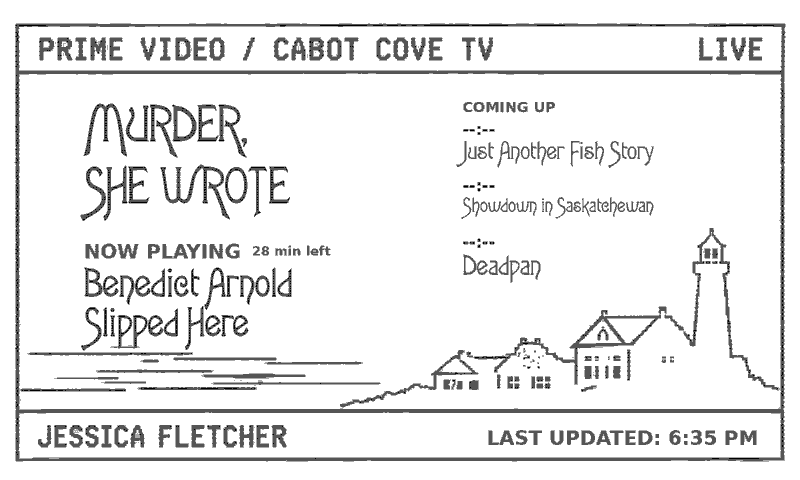 PRIME VIDEO / CABOT COVE TV LIVE
MURDER,
SHE WROTE
NOW PLAYING 28 min left
Benedict Arnold
Slipped Here
COMING UP
--:--
Just Another Fish Story
--:--
Showdown in Saskatchewan
--:--
Deadpan
JESSICA FLETCHER LAST UPDATED: 6:35 PM